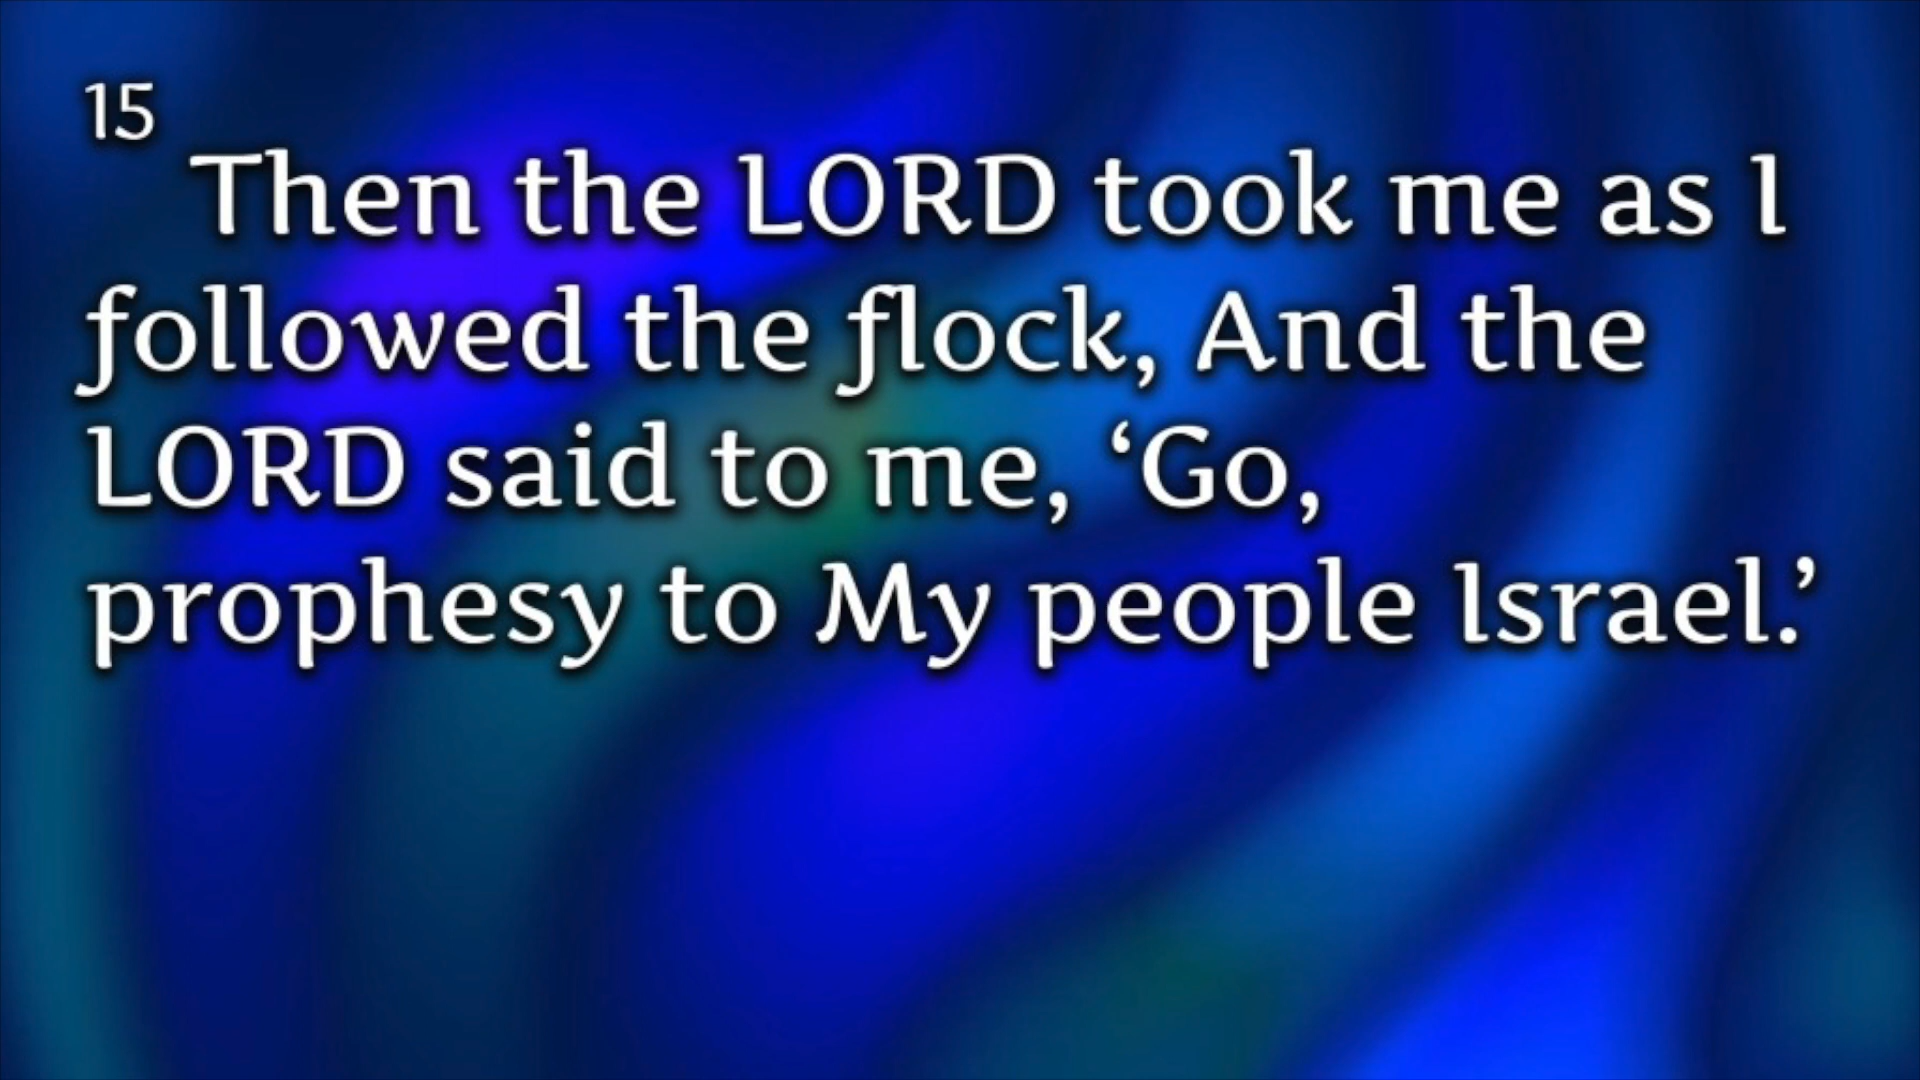 15
Then the LORD took me as I
followed the flock, And the
LORD said to me, ‘Go,
prophesy to My people Israel.’